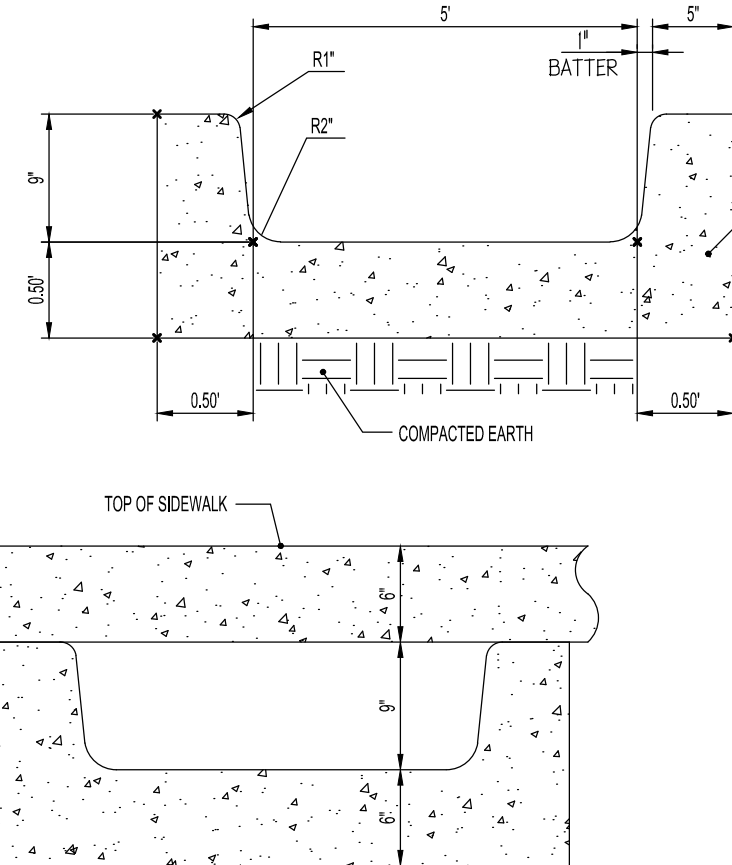 5'
5"
1"
BATTER
R1"
R2"
9"
0.50'
0.50'
0.50'
COMPACTED EARTH
TOP OF SIDEWALK
6"
9"
6"